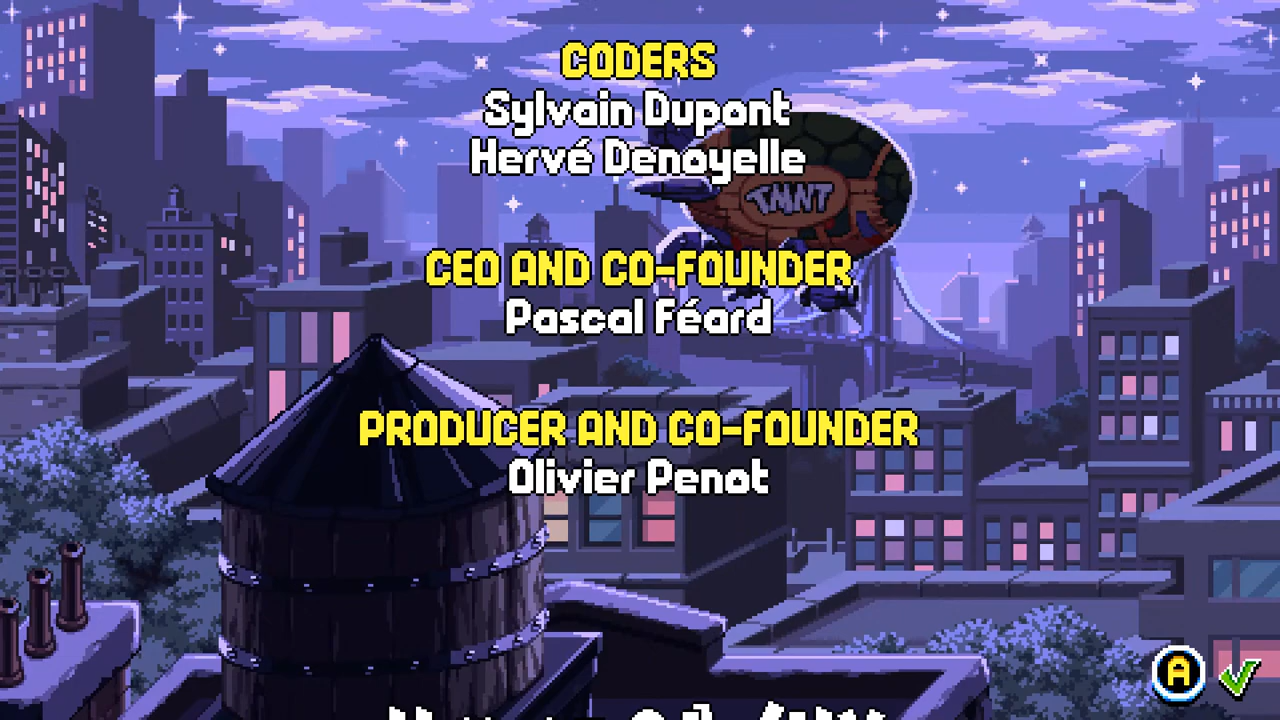 CODERS
Sylvain Dupont
Hervé Denoyelle
TMNT
CEO AND CO-FOUNDER
Pascal Féard
PRODUCER AND CO-FOUNDER
Olivier Penot
A